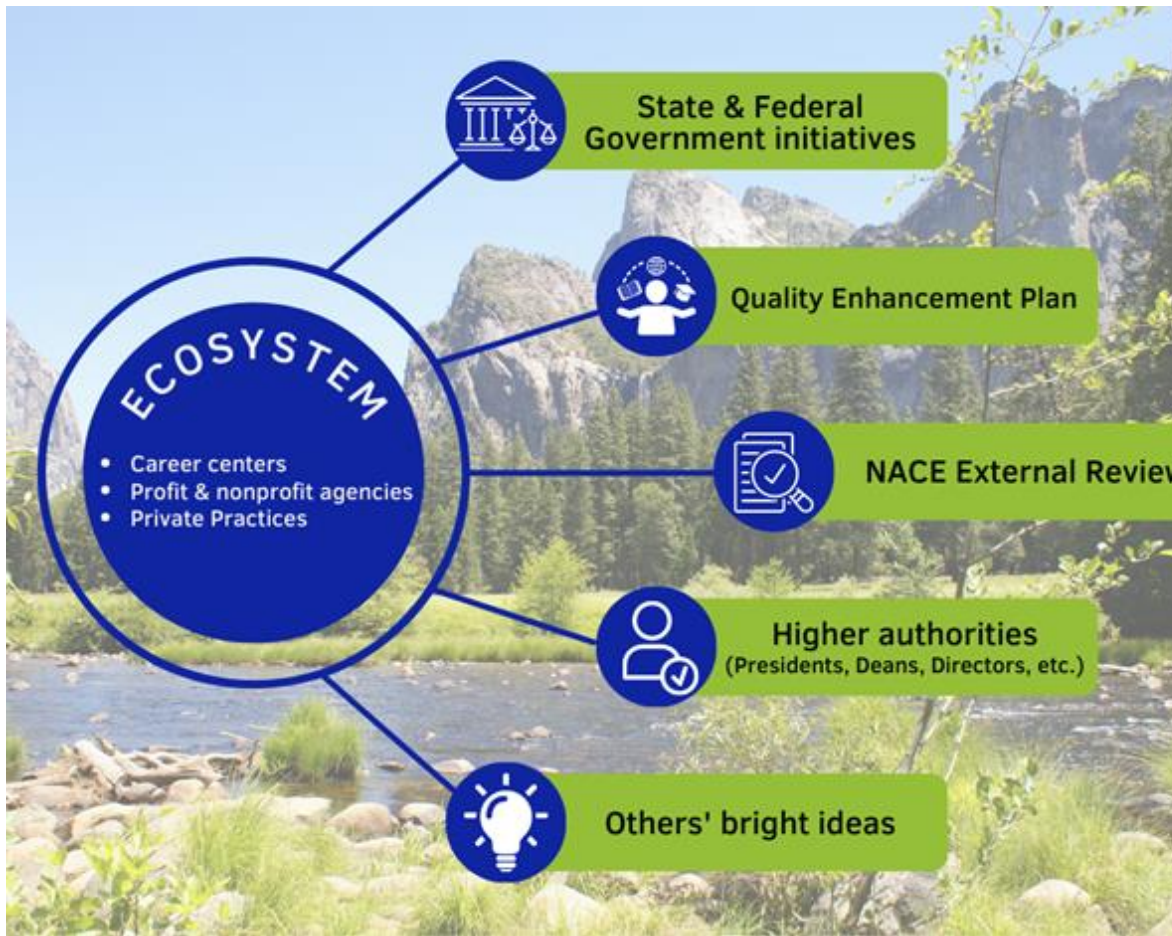 State & Federal
Government initiatives
Quality Enhancement Plan
ECOSYSTEM
• Career centers
• Profit & nonprofit agencies
• Private Practices
NACE External Review
Higher authorities
(Presidents, Deans, Directors, etc.)
Others' bright ideas